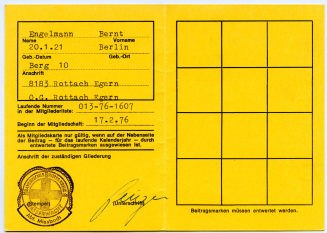 Engelmann Bernt
Name Vorname
20.1.21 Berlin
Geb.-Datum Geb.-Ort
Berg 10
Anschrift
8183 Rottach Egern
O.G. Rottach Egern
Laufende Nummer
in der Mitgliederliste: 013-76-1607
Beginn der Mitgliedschaft: 17.2.76
Als Mitgliedskarte nur gültig, wenn auf der Nebenseite
der Beitrag — für das laufende Kalenderjahr — durch
entwertete Beitragsmarken ausgewiesen ist.
Anschrift der zuständigen Gliederung
(Stempel)
(Unterschrift)
Beitragsmarken müssen entwertet werden.